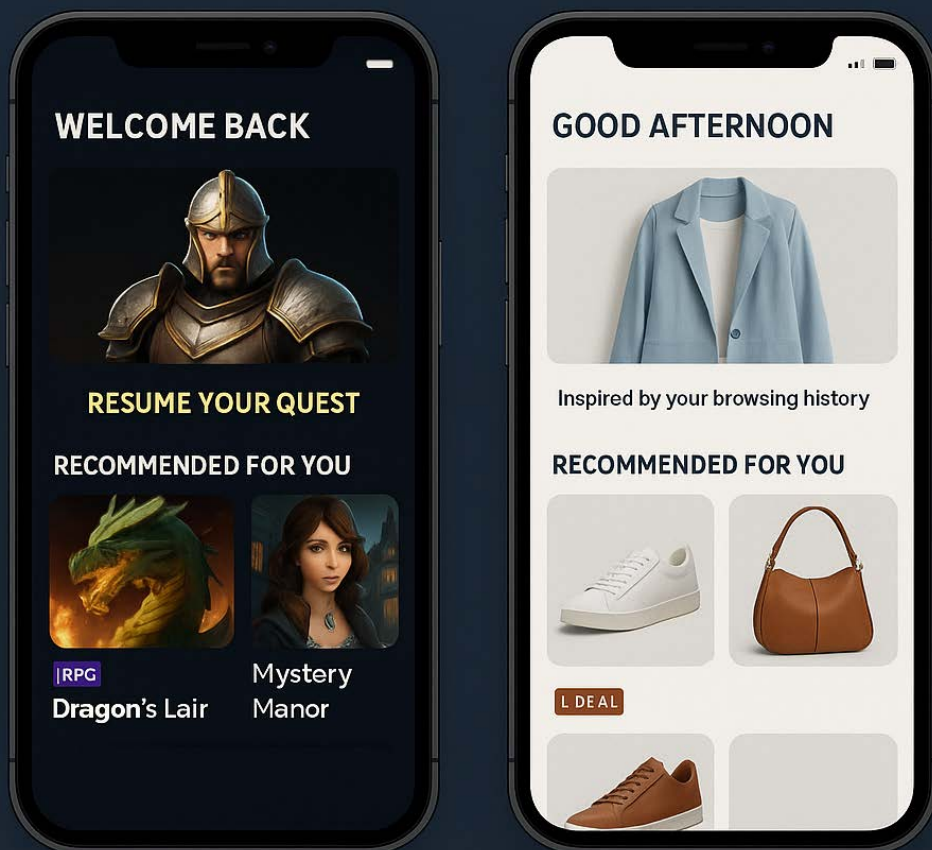 WELCOME BACK
RESUME YOUR QUEST
RECOMMENDED FOR YOU
|RPG
Dragon's Lair
Mystery
Manor
GOOD AFTERNOON
Inspired by your browsing history
RECOMMENDED FOR YOU
L DEAL